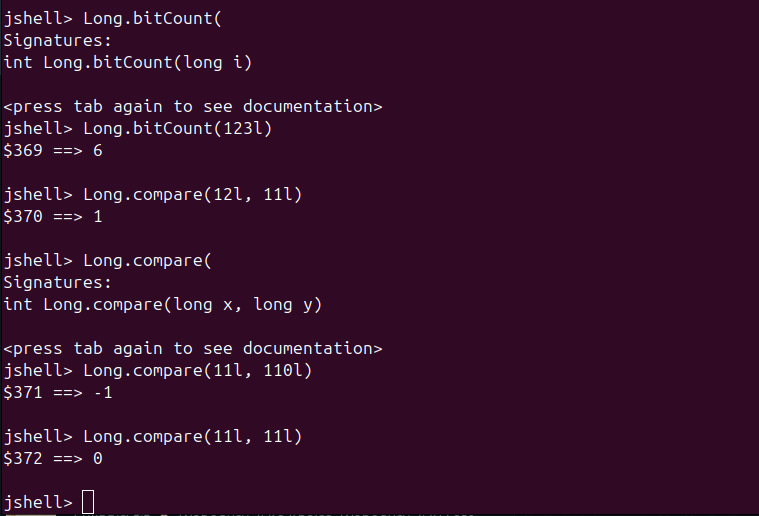 jshell> Long.bitCount(
Signatures:
int Long.bitCount(long i)
<press tab again to see documentation>
jshell> Long.bitCount(123l)
$369 ==> 6
jshell> Long.compare(12l, 11l)
$370 ==> 1
jshell> Long.compare(
Signatures:
int Long.compare(long x, long y)
<press tab again to see documentation>
jshell> Long.compare(11l, 110l)
$371 ==> -1
jshell> Long.compare(11l, 11l)
$372 ==> 0
jshell>